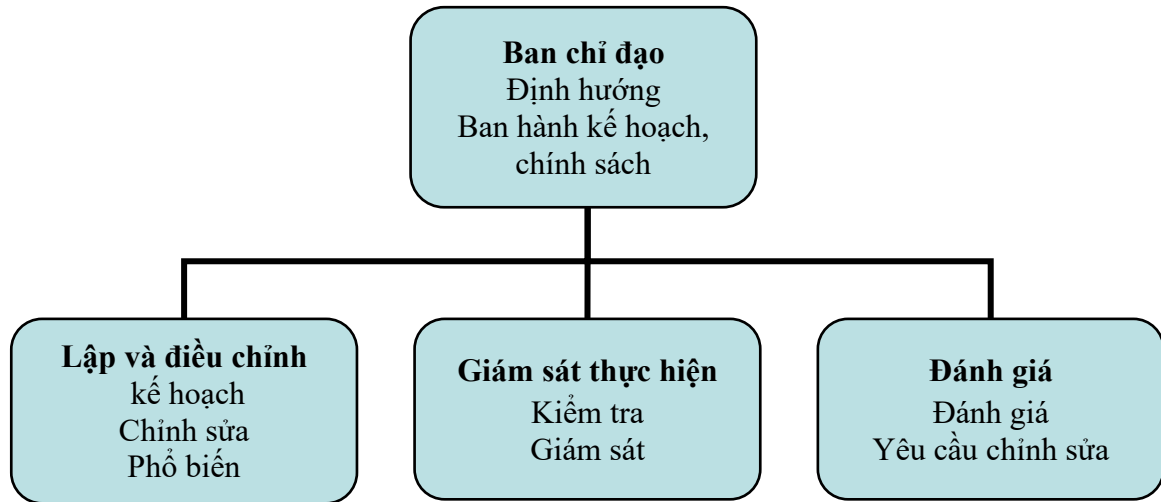 Ban chỉ đạo
Định hướng
Ban hành kế hoạch,
chính sách
Lập và điều chỉnh
kế hoạch
Chỉnh sửa
Phổ biến
Giám sát thực hiện
Kiểm tra
Giám sát
Đánh giá
Đánh giá
Yêu cầu chỉnh sửa